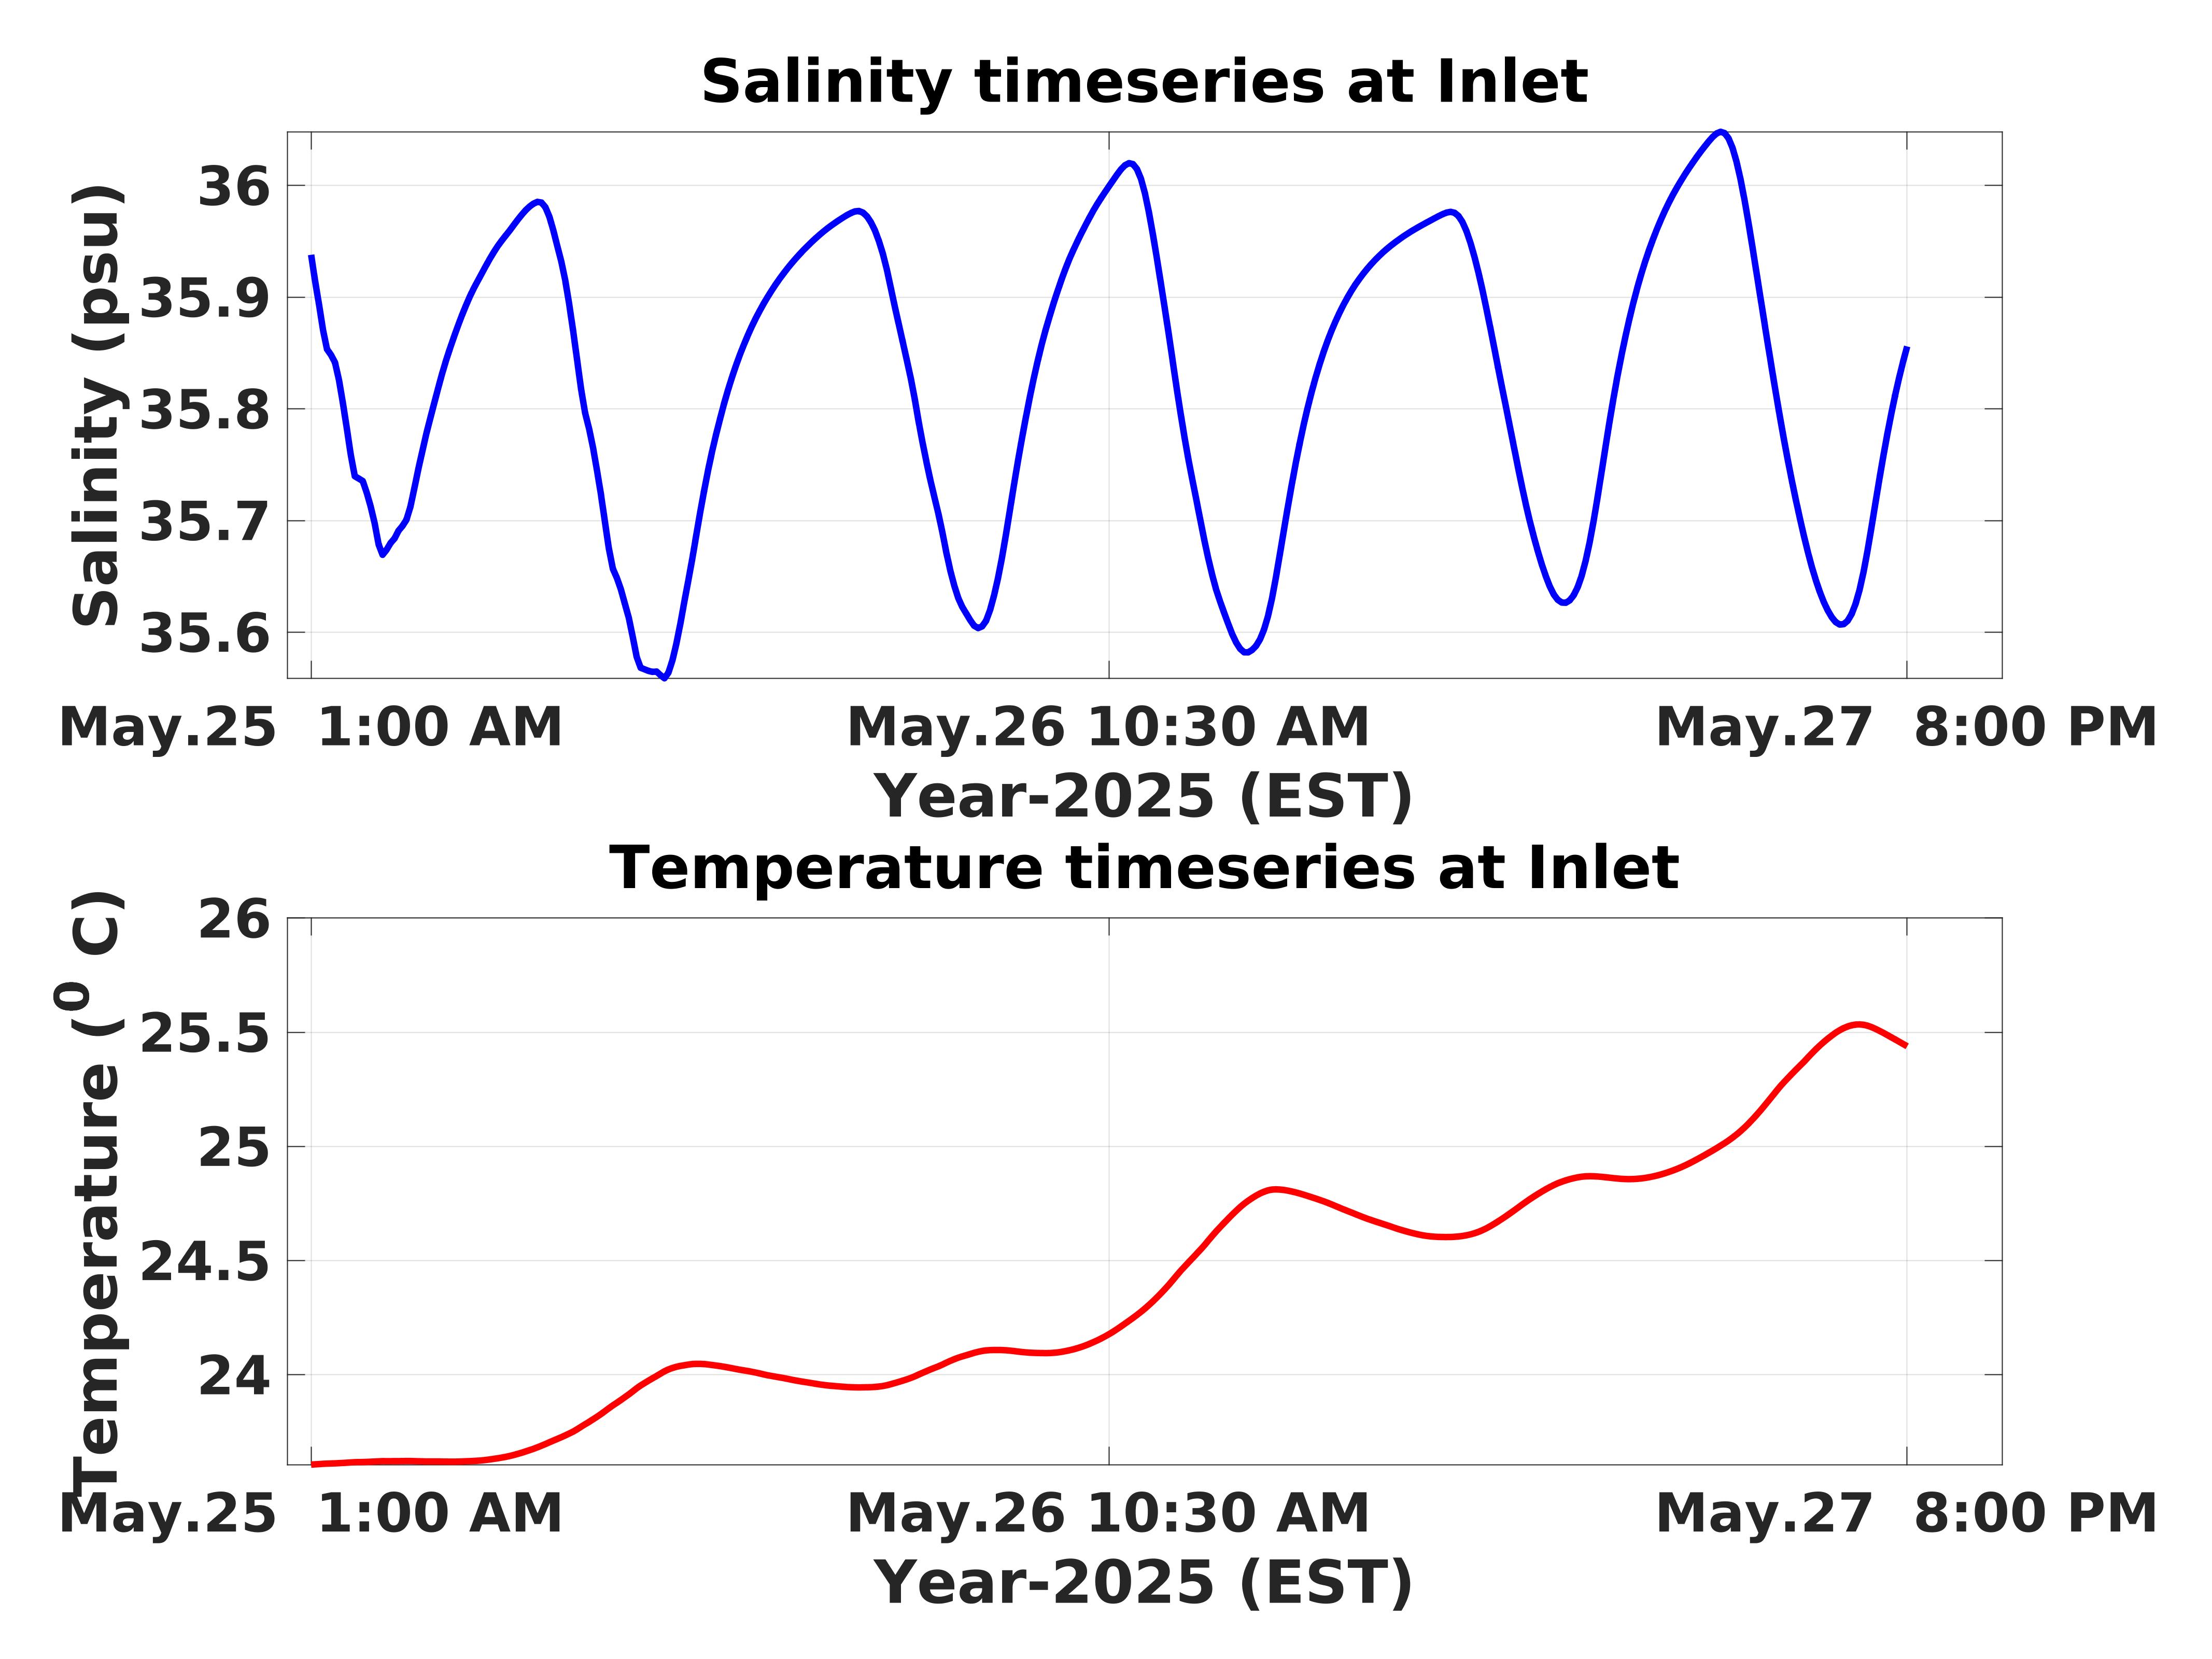 Salinity timeseries at Inlet
Salinity (psu)
36
35.9
35.8
35.7
35.6
May.25  1:00 AM
May.26 10:30 AM
May.27  8:00 PM
Year-2025 (EST)
Temperature timeseries at Inlet
Temperature (⁰ C)
26
25.5
25
24.5
24
May.25  1:00 AM
May.26 10:30 AM
May.27  8:00 PM
Year-2025 (EST)